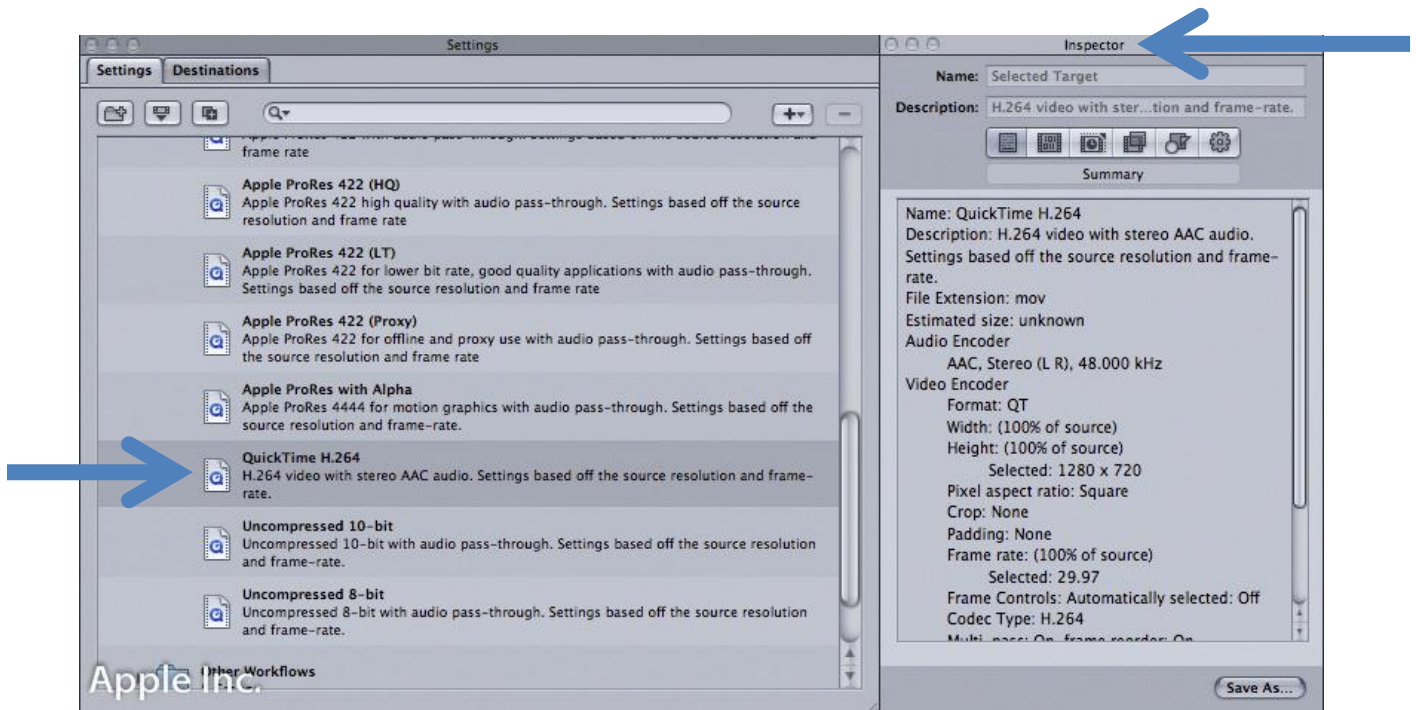 Settings
Settings Destinations
frame rate
Apple ProRes 422 (HQ)
Apple ProRes 422 high quality with audio pass-through. Settings based off the source
resolution and frame rate
Apple ProRes 422 (LT)
Apple ProRes 422 for lower bit rate, good quality applications with audio pass-through.
Settings based off the source resolution and frame rate
Apple ProRes 422 (Proxy)
Apple ProRes 422 for offline and proxy use with audio pass-through. Settings based off
the source resolution and frame rate
Apple ProRes with Alpha
Apple ProRes 4444 for motion graphics with audio pass-through. Settings based off the
source resolution and frame-rate.
QuickTime H.264
H.264 video with stereo AAC audio. Settings based off the source resolution and frame-
rate.
Uncompressed 10-bit
Uncompressed 10-bit with audio pass-through. Settings based off the source resolution
and frame-rate.
Uncompressed 8-bit
Uncompressed 8-bit with audio pass-through. Settings based off the source resolution
and frame-rate.
Other Workflows
Apple Inc.
Inspector
Name: Selected Target
Description: H.264 video with ster...tion and frame-rate.
Summary
Name: QuickTime H.264
Description: H.264 video with stereo AAC audio.
Settings based off the source resolution and frame-
rate.
File Extension: mov
Estimated size: unknown
Audio Encoder
AAC, Stereo (L R), 48.000 kHz
Video Encoder
Format: QT
Width: (100% of source)
Height: (100% of source)
Selected: 1280 x 720
Pixel aspect ratio: Square
Crop: None
Padding: None
Frame rate: (100% of source)
Selected: 29.97
Frame Controls: Automatically selected: Off
Codec Type: H.264
Multi-pass: On, frame reorder: On
Save As...